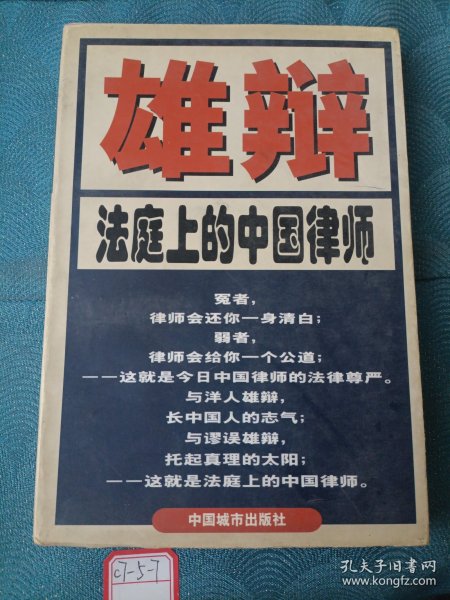 雄辩
法庭上的中国律师
冤者，
律师会还你一身清白；
弱者，
律师会给你一个公道；
——这就是今日中国律师的法律尊严。
与洋人雄辩，
长中国人的志气；
与谬误雄辩，
托起真理的太阳；
——这就是法庭上的中国律师。
中国城市出版社
C7-5-7
孔夫子旧书网
www.kongfz.com